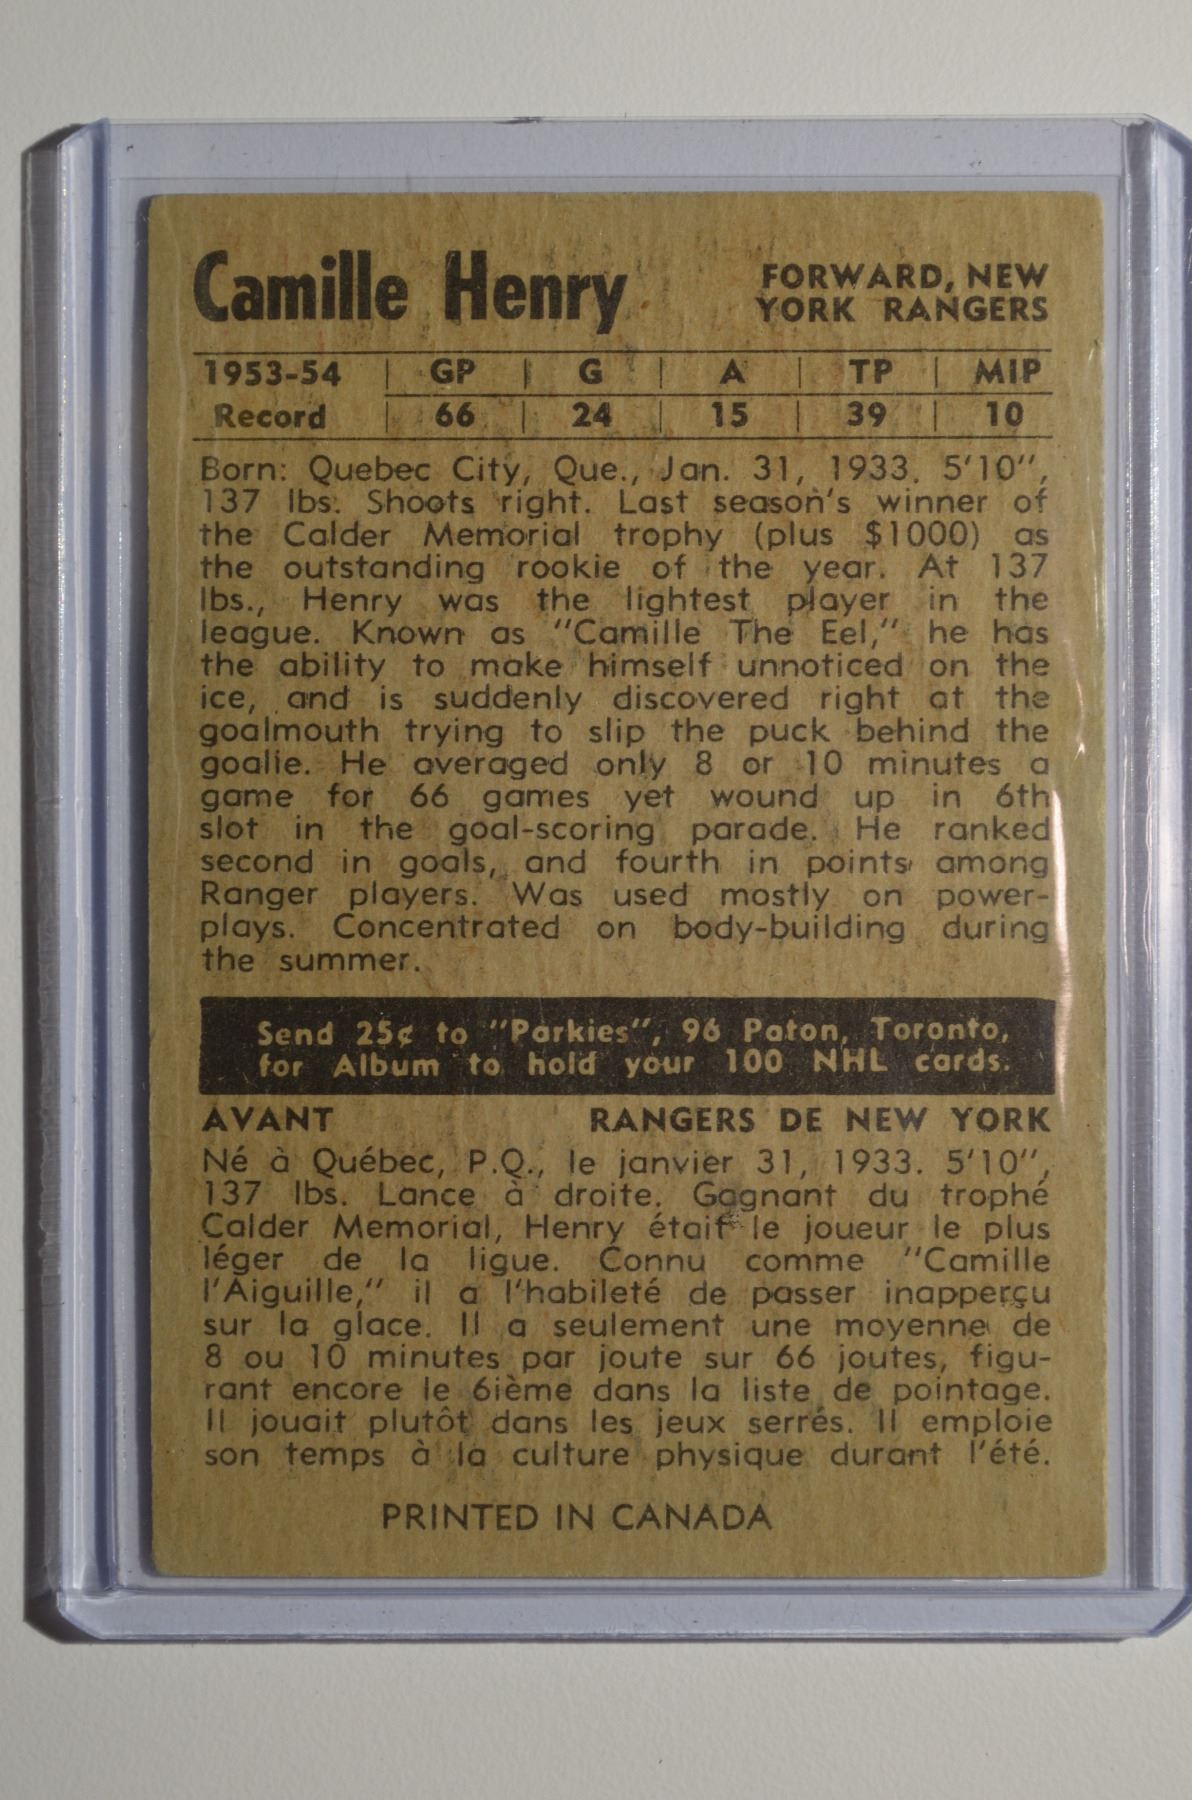 Camille Henry
FORWARD, NEW
YORK RANGERS
1953-54 | GP | G | A | TP | MIP
Record | 66 | 24 | 15 | 39 | 10
Born: Quebec City, Que., Jan. 31, 1933. 5'10",
137 lbs. Shoots right. Last season's winner of
the Calder Memorial trophy (plus $1000) as
the outstanding rookie of the year. At 137
lbs., Henry was the lightest player in the
league. Known as "Camille The Eel," he has
the ability to make himself unnoticed on the
ice, and is suddenly discovered right at the
goalmouth trying to slip the puck behind the
goalie. He averaged only 8 or 10 minutes a
game for 66 games yet wound up in 6th
slot in the goal-scoring parade. He ranked
second in goals, and fourth in points among
Ranger players. Was used mostly on power-
plays. Concentrated on body-building during
the summer.
Send 25¢ to "Parkies", 96 Paton, Toronto,
for Album to hold your 100 NHL cards.
AVANT RANGERS DE NEW YORK
Né à Québec, P.Q., le janvier 31, 1933. 5'10",
137 lbs. Lance à droite. Gagnant du trophé
Calder Memorial, Henry était le joueur le plus
léger de la ligue. Connu comme "Camille
l'Aiguille," il a l'habileté de passer inapperçu
sur la glace. Il a seulement une moyenne de
8 ou 10 minutes par joute sur 66 joutes, figu-
rant encore le 6ième dans la liste de pointage.
Il jouait plutôt dans les jeux serrés. Il emploie
son temps à la culture physique durant l'été.
PRINTED IN CANADA